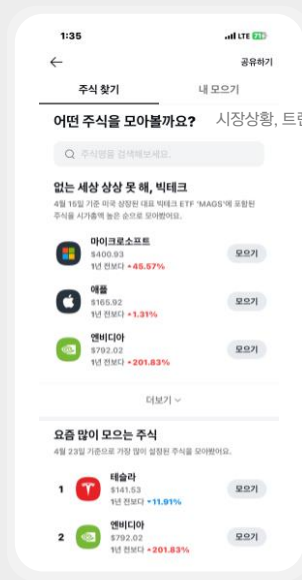 1:35
LTE 71
공유하기
주식 찾기
내 모으기
어떤 주식을 모아볼까요?
시장상황, 트렌
주식명을 검색해보세요.
없는 세상 상상 못 해, 빅테크
4월 15일 기준 미국 상장된 대표 빅테크 ETF 'MAGS'에 포함된
주식을 시가총액 높은 순으로 모아봤어요.
마이크로소프트
$400.93
1년 전보다 +45.57%
모으기
애플
$165.92
1년 전보다 +1.31%
모으기
엔비디아
$792.02
1년 전보다 +201.83%
모으기
더보기
요즘 많이 모으는 주식
4월 23일 기준으로 가장 많이 설정된 주식을 모아봤어요.
1
테슬라
$141.53
1년 전보다 -11.91%
모으기
2
엔비디아
$792.02
1년 전보다 +201.83%
모으기